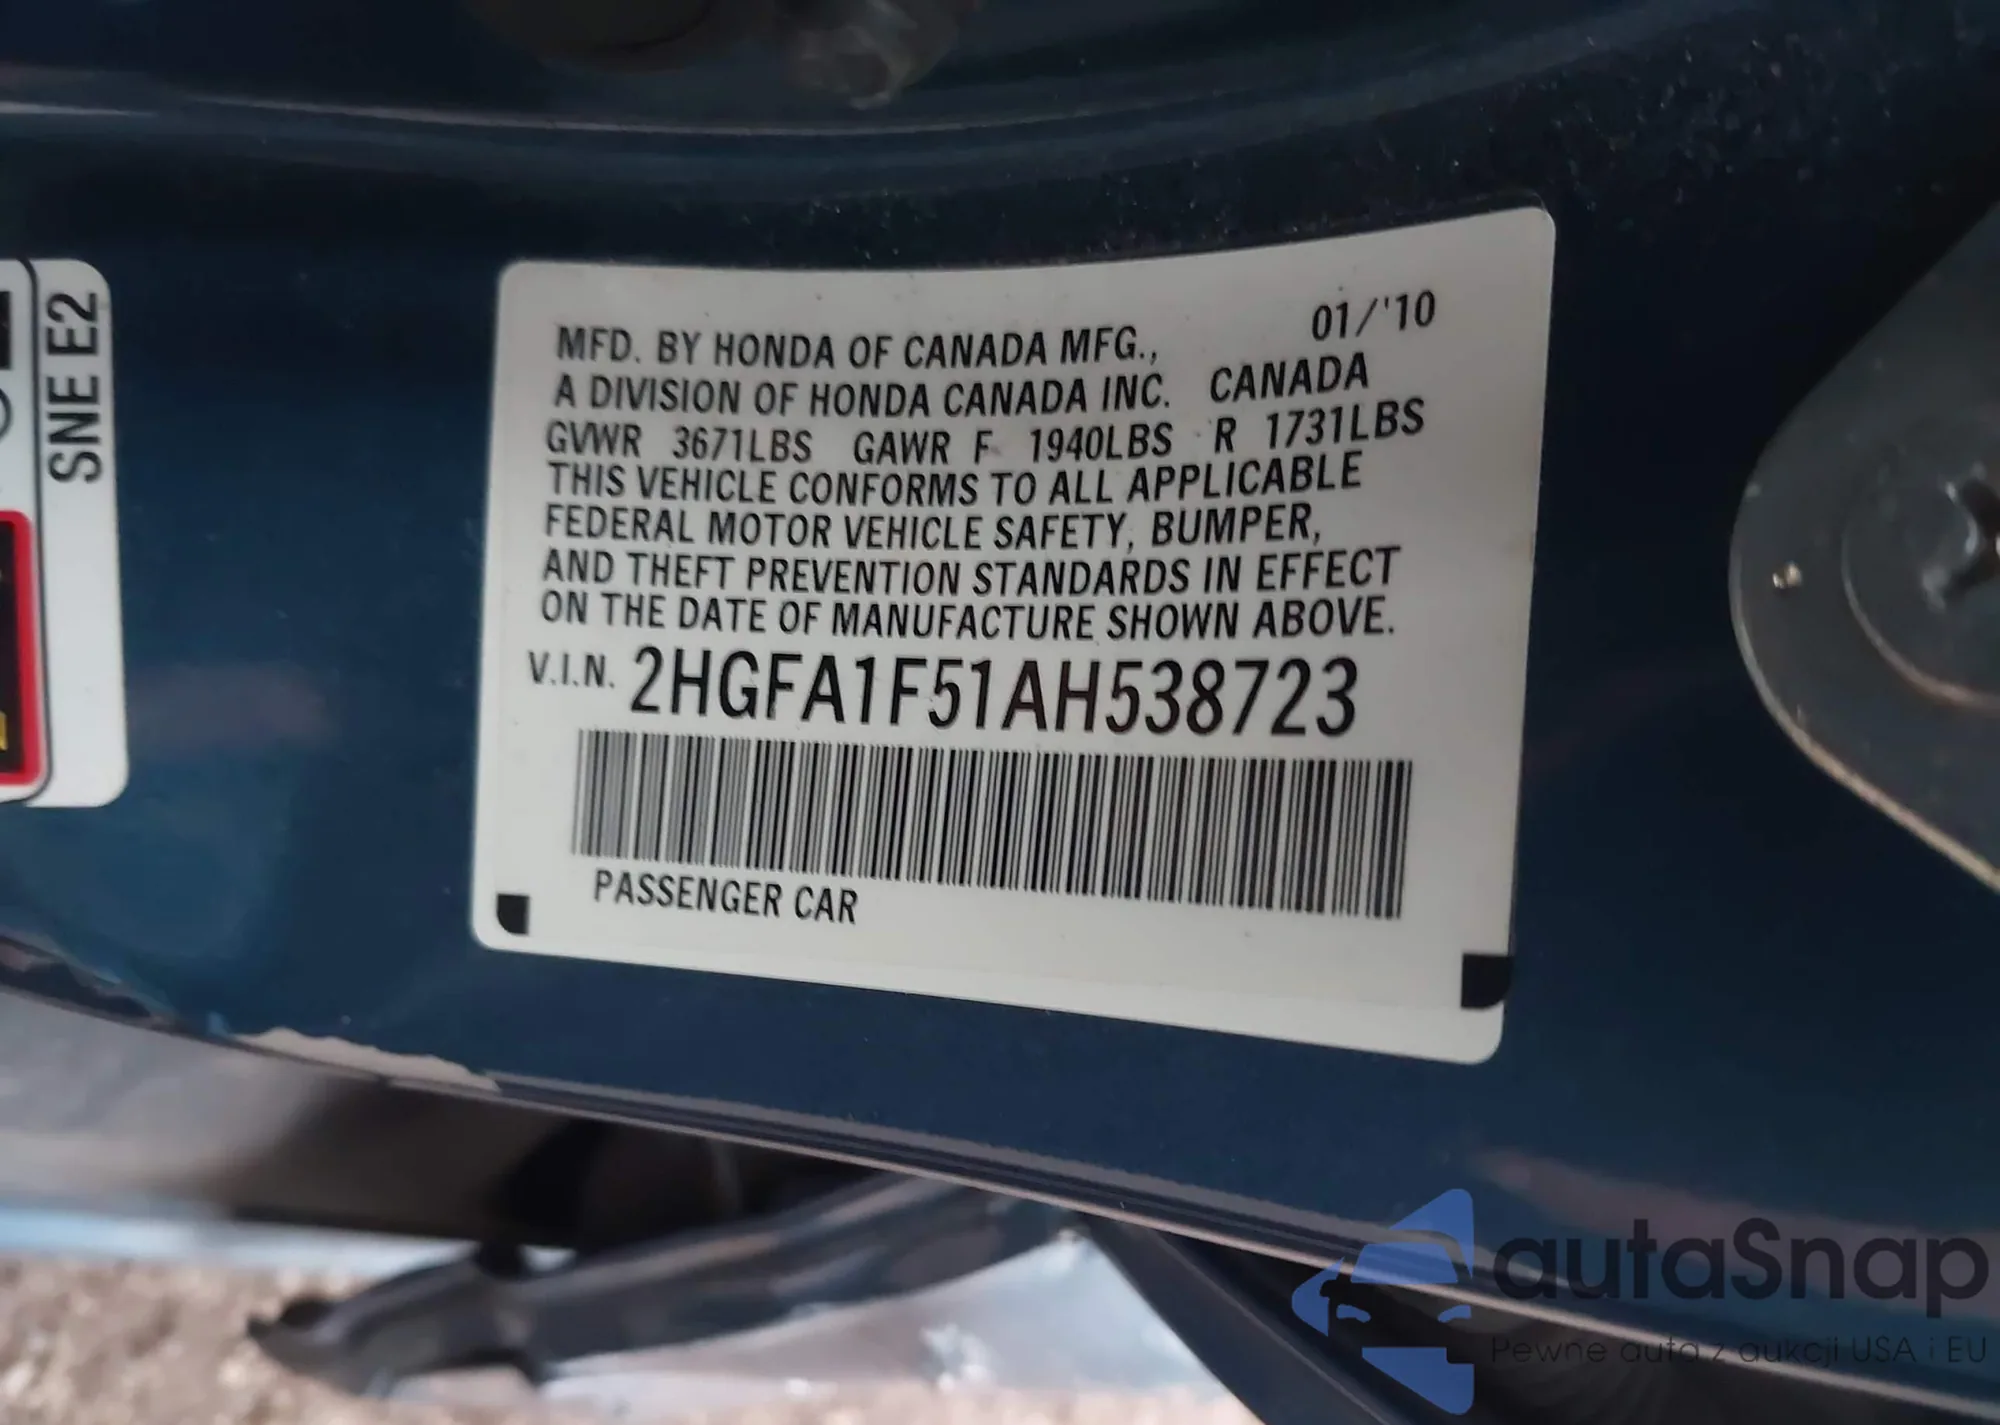 SNE E2
01/'10
MFD. BY HONDA OF CANADA MFG.,
A DIVISION OF HONDA CANADA INC. CANADA
GVWR 3671LBS GAWR F 1940LBS R 1731LBS
THIS VEHICLE CONFORMS TO ALL APPLICABLE
FEDERAL MOTOR VEHICLE SAFETY, BUMPER,
AND THEFT PREVENTION STANDARDS IN EFFECT
ON THE DATE OF MANUFACTURE SHOWN ABOVE.
V.I.N. 2HGFA1F51AH538723
PASSENGER CAR
autaSnap
Pewne auta z aukcji USA i EU